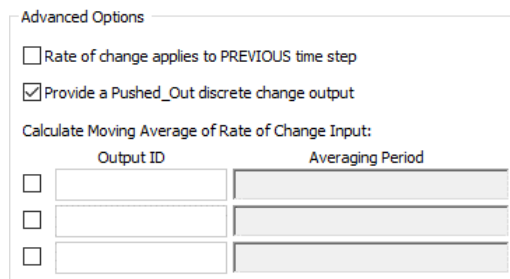 Advanced Options
Rate of change applies to PREVIOUS time step
Provide a Pushed_Out discrete change output
Calculate Moving Average of Rate of Change Input:
Output ID Averaging Period